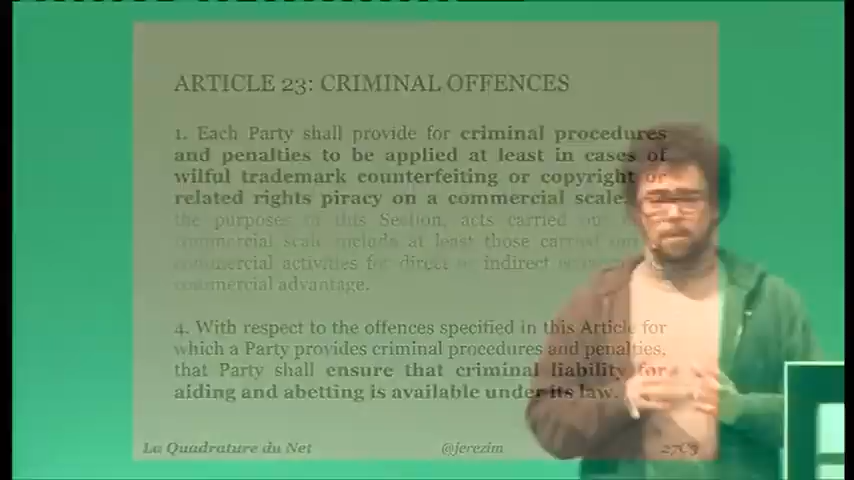 ARTICLE 23: CRIMINAL OFFENCES
1. Each Party shall provide for criminal procedures
and penalties to be applied at least in cases of
wilful trademark counterfeiting or copyright or
related rights piracy on a commercial scale.
the purposes of this Section, acts carried
commercial scale include at least those carried
commercial activities for direct or indirect
commercial advantage.
4. With respect to the offences specified in this Article for
which a Party provides criminal procedures and penalties,
that Party shall ensure that criminal liability for
aiding and abetting is available under its law.
La Quadrature du Net @jerezim 27C3